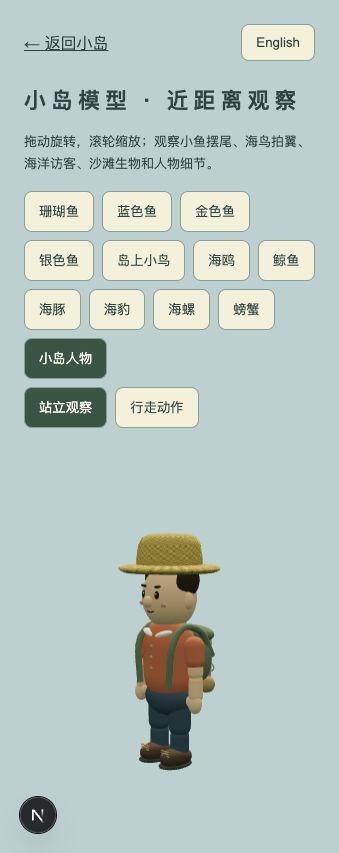 ← 返回小岛
English
小岛模型 · 近距离观察
拖动旋转，滚轮缩放；观察小鱼摆尾、海鸟拍翼、
海洋访客、沙滩生物和人物细节。
珊瑚鱼 蓝色鱼 金色鱼
银色鱼 岛上小鸟 海鸥 鲸鱼
海豚 海豹 海螺 螃蟹
小岛人物
站立观察 行走动作
N